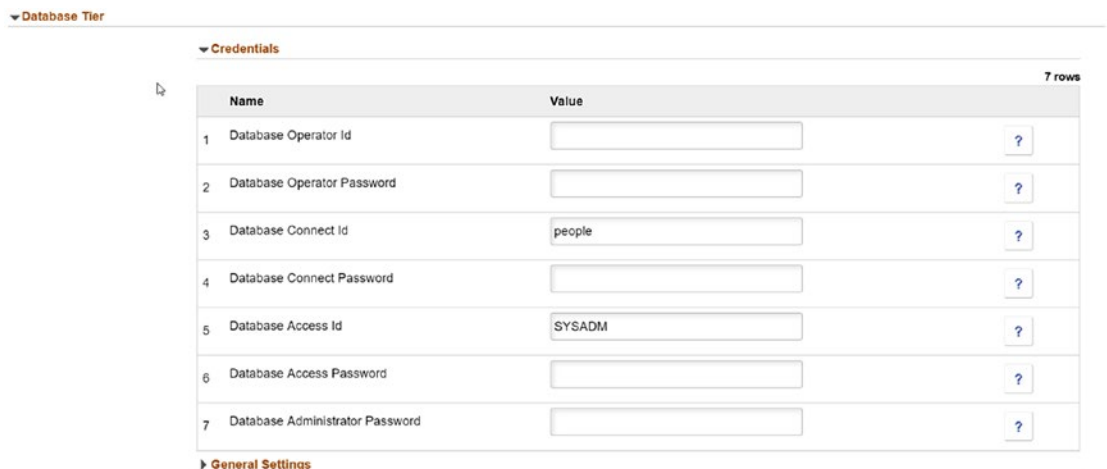 Database Tier
Credentials
7 rows
Name Value
1 Database Operator Id ?
2 Database Operator Password ?
3 Database Connect Id people ?
4 Database Connect Password ?
5 Database Access Id SYSADM ?
6 Database Access Password ?
7 Database Administrator Password ?
General Settings